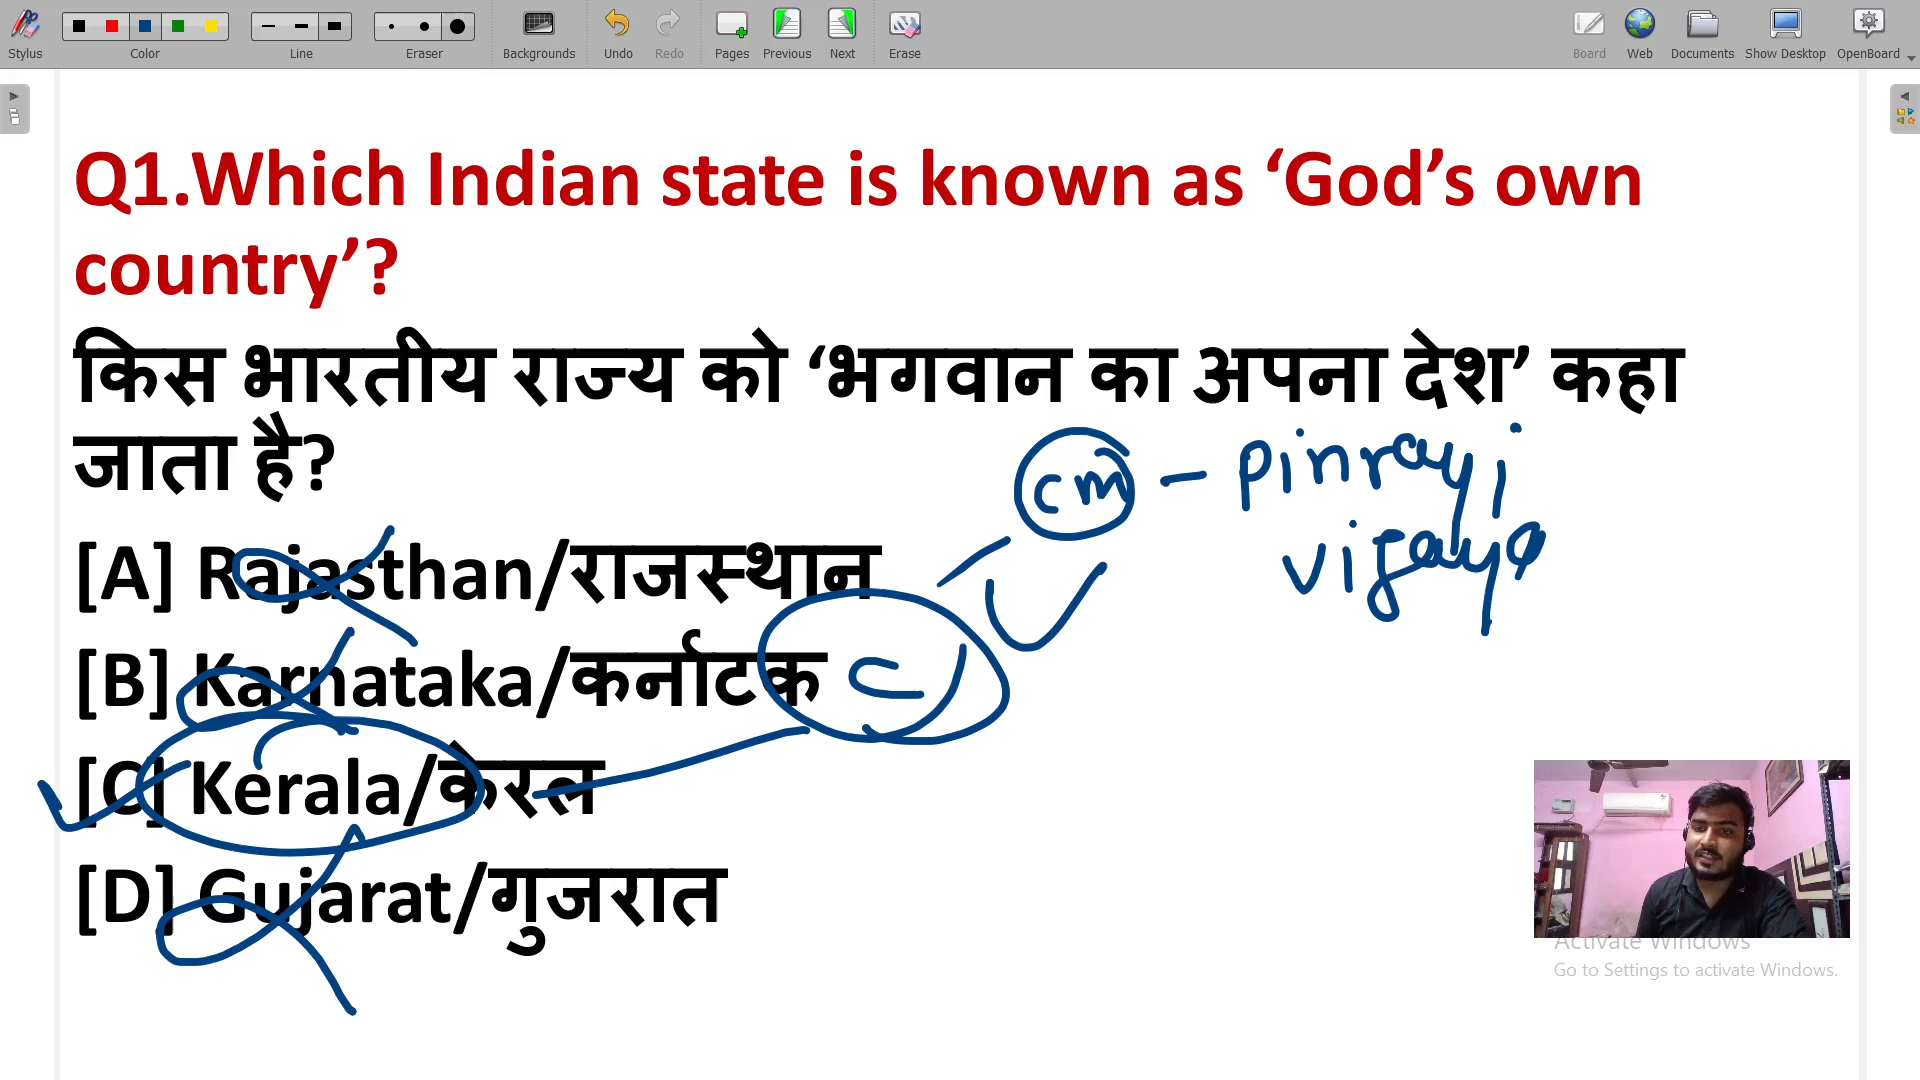 Stylus Color Line Eraser Backgrounds Undo Redo Pages Previous Next Erase Board Web Documents Show Desktop OpenBoard
Q1.Which Indian state is known as ‘God’s own
country’?
किस भारतीय राज्य को ‘भगवान का अपना देश’ कहा
जाता है?
cm - pinrayi
vijaya
[A] Rajasthan/राजस्थान
[B] Karnataka/कर्नाटक
[C] Kerala/केरल
[D] Gujarat/गुजरात
Activate Windows
Go to Settings to activate Windows.